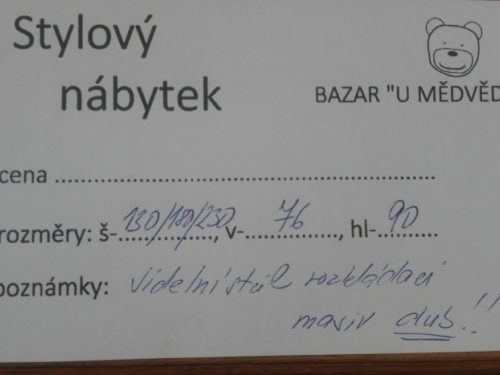 Stylový
nábytek
BAZAR "U MĚDVĚD
cena ................................................................
rozměry: š-130/180/230, v-76, hl-90
poznámky: Jídelní stůl rozkládací
masiv dub!!